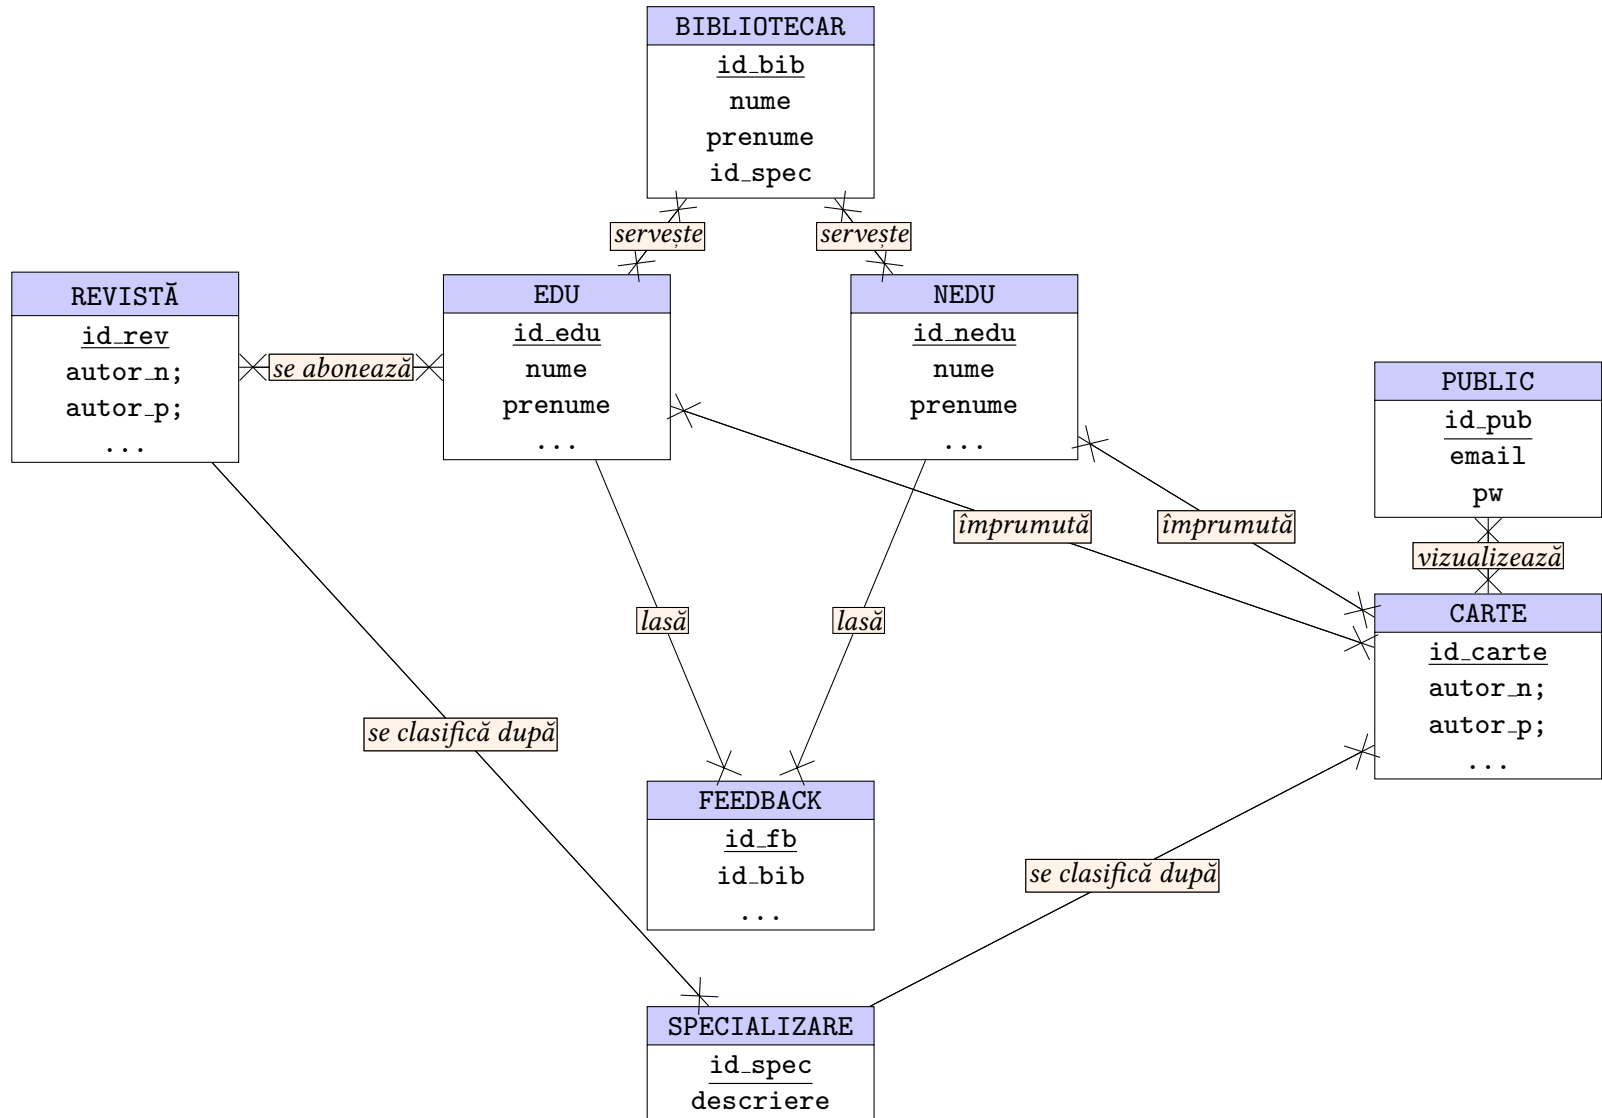 BIBLIOTECAR
id_bib
nume
prenume
id_spec
servește
servește
REVISTĂ
id_rev
autor_n;
autor_p;
...
se abonează
EDU
id_edu
nume
prenume
...
NEDU
id_nedu
nume
prenume
...
PUBLIC
id_pub
email
pw
împrumută
împrumută
vizualizează
CARTE
id_carte
autor_n;
autor_p;
...
lasă
lasă
se clasifică după
FEEDBACK
id_fb
id_bib
...
se clasifică după
SPECIALIZARE
id_spec
descriere